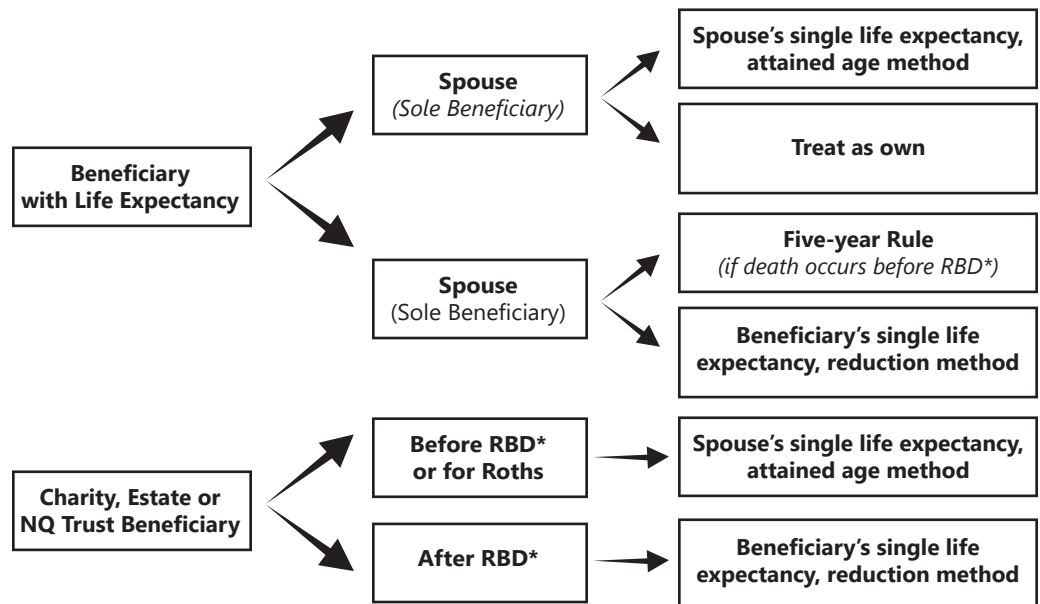 Beneficiary
with Life Expectancy
Spouse
(Sole Beneficiary)
Spouse's single life expectancy,
attained age method
Treat as own
Spouse
(Sole Beneficiary)
Five-year Rule
(if death occurs before RBD*)
Beneficiary's single life
expectancy, reduction method
Charity, Estate or
NQ Trust Beneficiary
Before RBD*
or for Roths
Spouse's single life expectancy,
attained age method
After RBD*
Beneficiary's single life
expectancy, reduction method